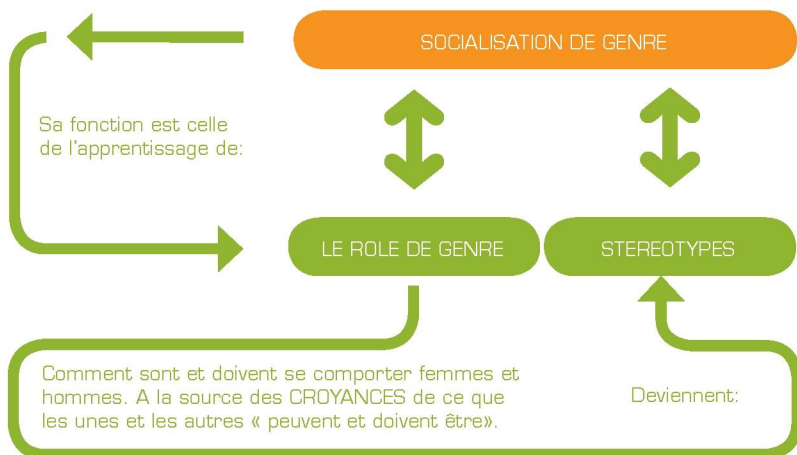 SOCIALISATION DE GENRE
Sa fonction est celle
de l'apprentissage de:
LE ROLE DE GENRE
STEREOTYPES
Comment sont et doivent se comporter femmes et
hommes. A la source des CROYANCES de ce que
les unes et les autres « peuvent et doivent être».
Deviennent: